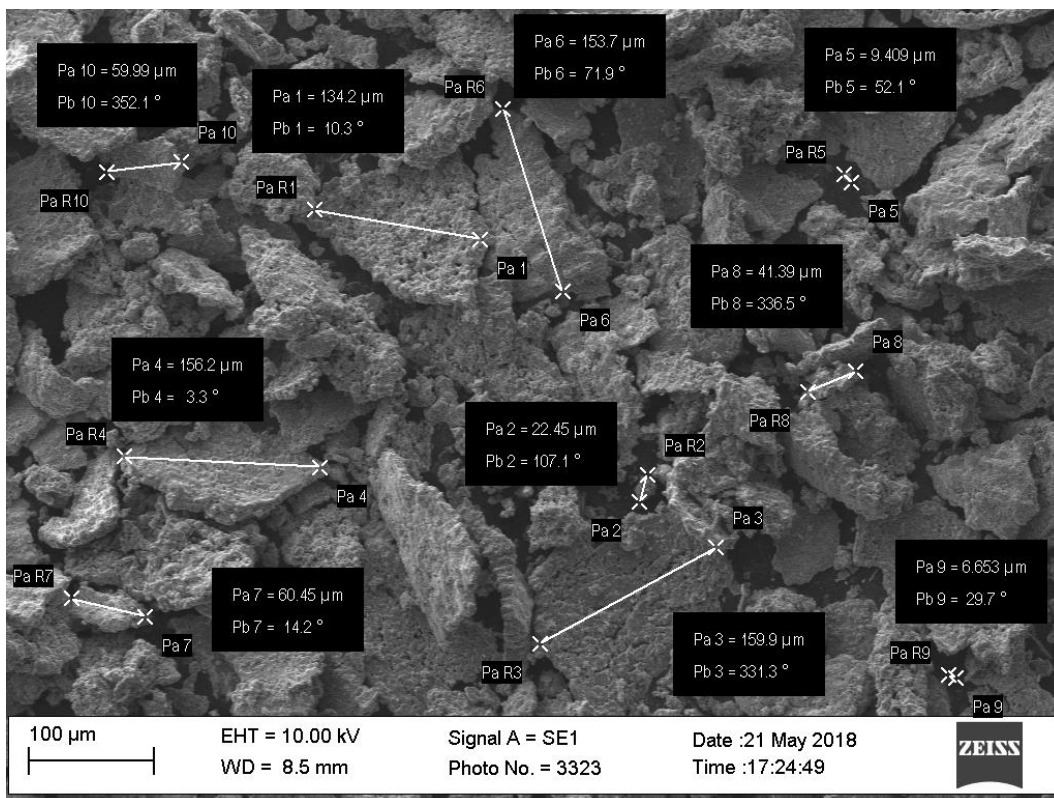 Pa 6 = 153.7 µm
Pb 6 = 71.9 °
Pa 5 = 9.409 µm
Pb 5 = 52.1 °
Pa 10 = 59.99 µm
Pb 10 = 352.1 °
Pa 1 = 134.2 µm
Pb 1 = 10.3 °
Pa R6
Pa 10
Pa R5
Pa R10
Pa R1
Pa 5
Pa 1
Pa 6
Pa 8 = 41.39 µm
Pb 8 = 336.5 °
Pa 8
Pa 4 = 156.2 µm
Pb 4 = 3.3 °
Pa R8
Pa R4
Pa 2 = 22.45 µm
Pb 2 = 107.1 °
Pa R2
Pa 4
Pa 2
Pa 3
Pa R7
Pa 7 = 60.45 µm
Pb 7 = 14.2 °
Pa 7
Pa 9 = 6.653 µm
Pb 9 = 29.7 °
Pa R3
Pa 3 = 159.9 µm
Pb 3 = 331.3 °
Pa R9
Pa 9
100 µm
EHT = 10.00 kV
WD = 8.5 mm
Signal A = SE1
Photo No. = 3323
Date :21 May 2018
Time :17:24:49
ZEISS